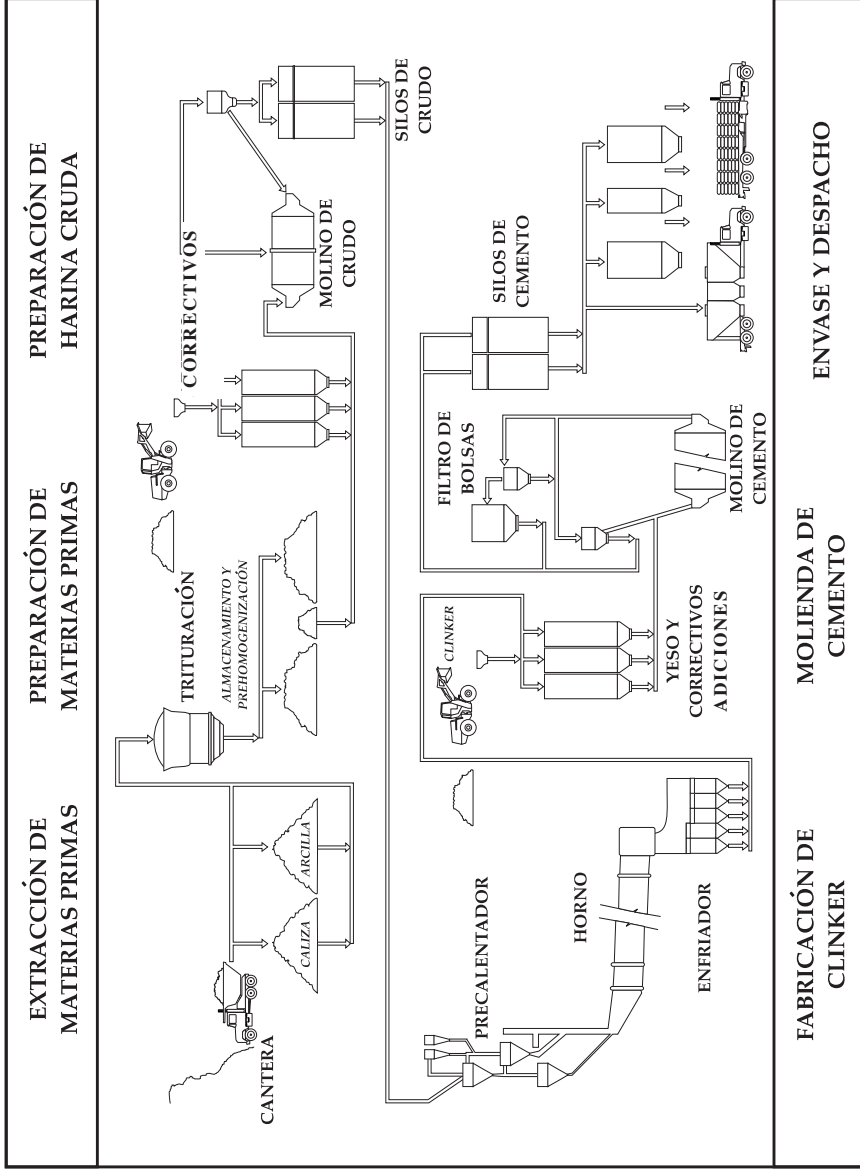 EXTRACCIÓN DE
MATERIAS PRIMAS
PREPARACIÓN DE
MATERIAS PRIMAS
PREPARACIÓN DE
HARINA CRUDA
CANTERA
CALIZA
ARCILLA
TRITURACIÓN
ALMACENAMIENTO Y
PREHOMOGENIZACIÓN
CORRECTIVOS
MOLINO DE
CRUDO
SILOS DE
CRUDO
PRECALENTADOR
HORNO
ENFRIADOR
CLINKER
YESO Y
CORRECTIVOS
ADICIONES
FILTRO DE
BOLSAS
MOLINO DE
CEMENTO
SILOS DE
CEMENTO
FABRICACIÓN DE
CLINKER
MOLIENDA DE
CEMENTO
ENVASE Y DESPACHO